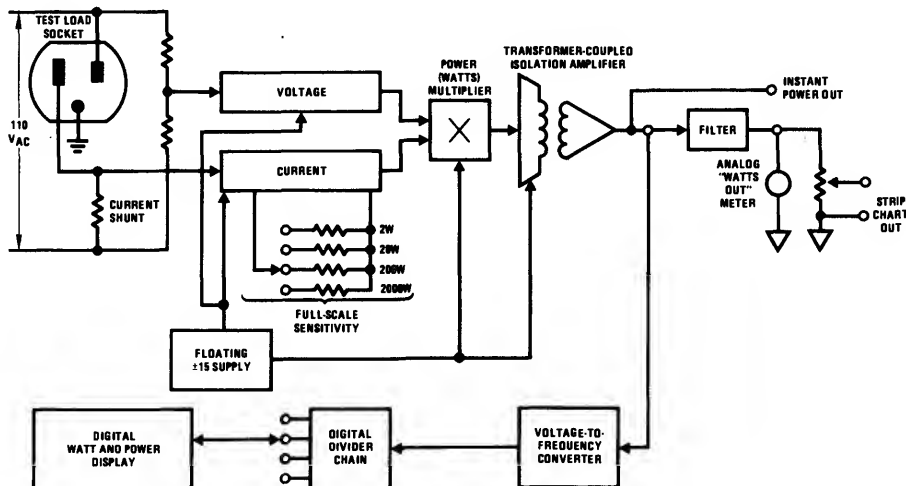 TEST LOAD
SOCKET
110
VAC
CURRENT
SHUNT
VOLTAGE
CURRENT
2W
20W
200W
2000W
FULL-SCALE
SENSITIVITY
FLOATING
±15 SUPPLY
POWER
(WATTS)
MULTIPLIER
X
TRANSFORMER-COUPLED
ISOLATION AMPLIFIER
INSTANT
POWER OUT
FILTER
ANALOG
"WATTS
OUT"
METER
STRIP
CHART
OUT
DIGITAL
WATT AND POWER
DISPLAY
DIGITAL
DIVIDER
CHAIN
VOLTAGE-TO-
FREQUENCY
CONVERTER